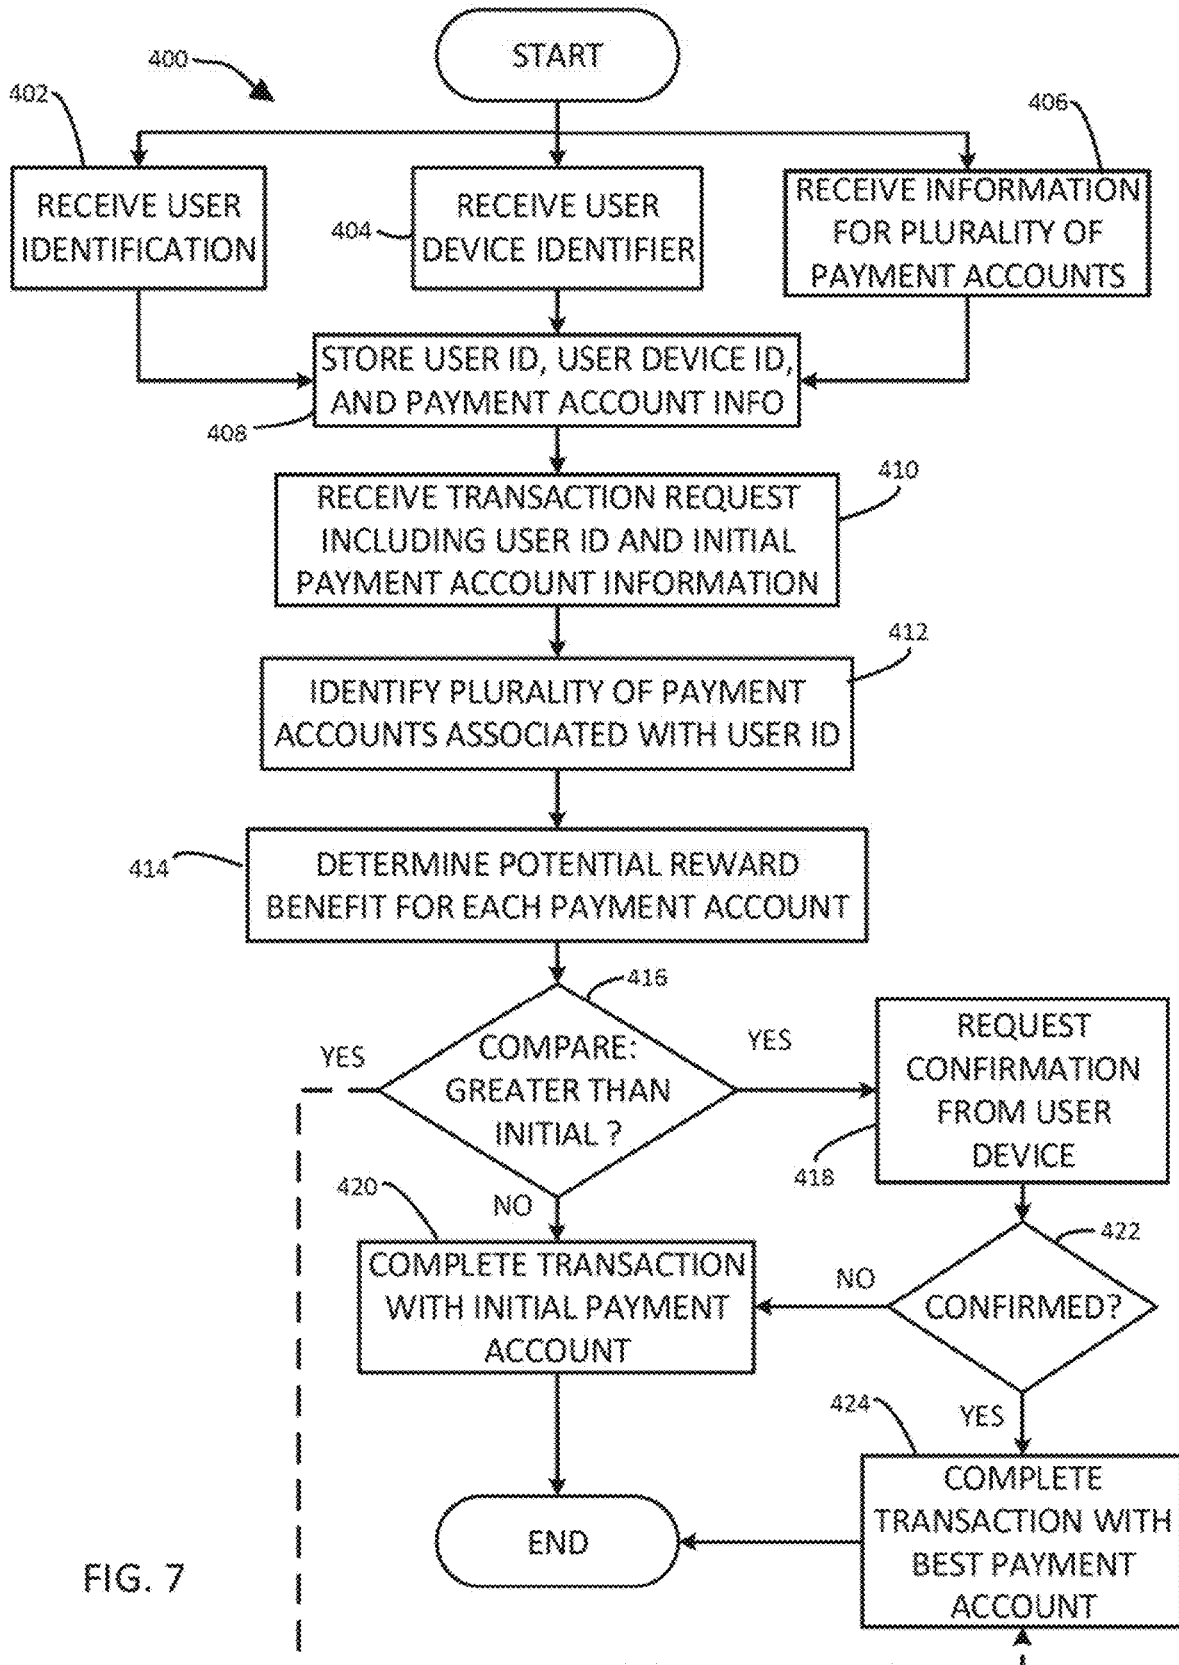 START
400
402
406
RECEIVE USER
IDENTIFICATION
404
RECEIVE USER
DEVICE IDENTIFIER
RECEIVE INFORMATION
FOR PLURALITY OF
PAYMENT ACCOUNTS
STORE USER ID, USER DEVICE ID,
AND PAYMENT ACCOUNT INFO
408
410
RECEIVE TRANSACTION REQUEST
INCLUDING USER ID AND INITIAL
PAYMENT ACCOUNT INFORMATION
412
IDENTIFY PLURALITY OF PAYMENT
ACCOUNTS ASSOCIATED WITH USER ID
414
DETERMINE POTENTIAL REWARD
BENEFIT FOR EACH PAYMENT ACCOUNT
416
YES
COMPARE:
GREATER THAN
INITIAL ?
YES
REQUEST
CONFIRMATION
FROM USER
DEVICE
418
420
NO
COMPLETE TRANSACTION
WITH INITIAL PAYMENT
ACCOUNT
422
NO
CONFIRMED?
YES
424
COMPLETE
TRANSACTION WITH
BEST PAYMENT
ACCOUNT
END
FIG. 7